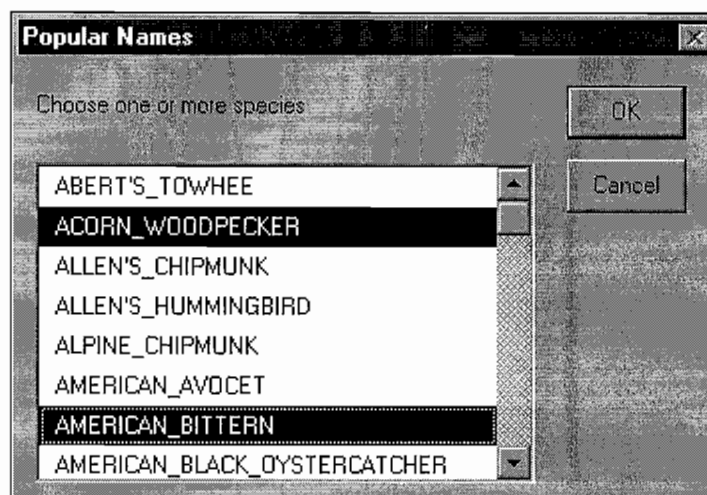 Popular Names
Choose one or more species
OK
Cancel
ABERT'S_TOWHEE
ACORN_WOODPECKER
ALLEN'S_CHIPMUNK
ALLEN'S_HUMMINGBIRD
ALPINE_CHIPMUNK
AMERICAN_AVOCET
AMERICAN_BITTERN
AMERICAN_BLACK_OYSTERCATCHER